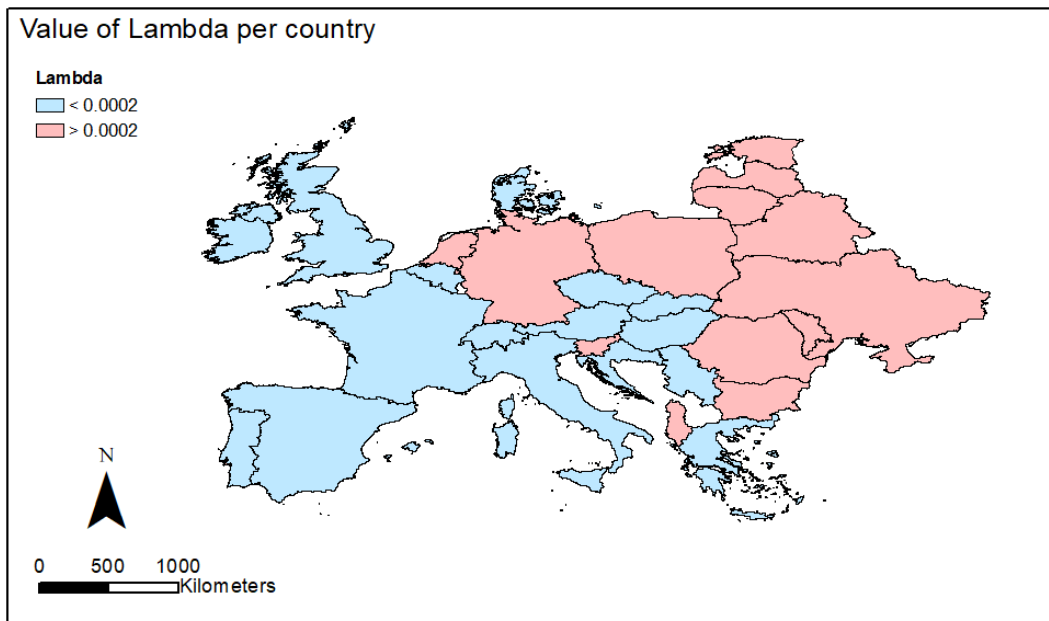 Value of Lambda per country
Lambda
< 0.0002
> 0.0002
N
0 500 1000
Kilometers